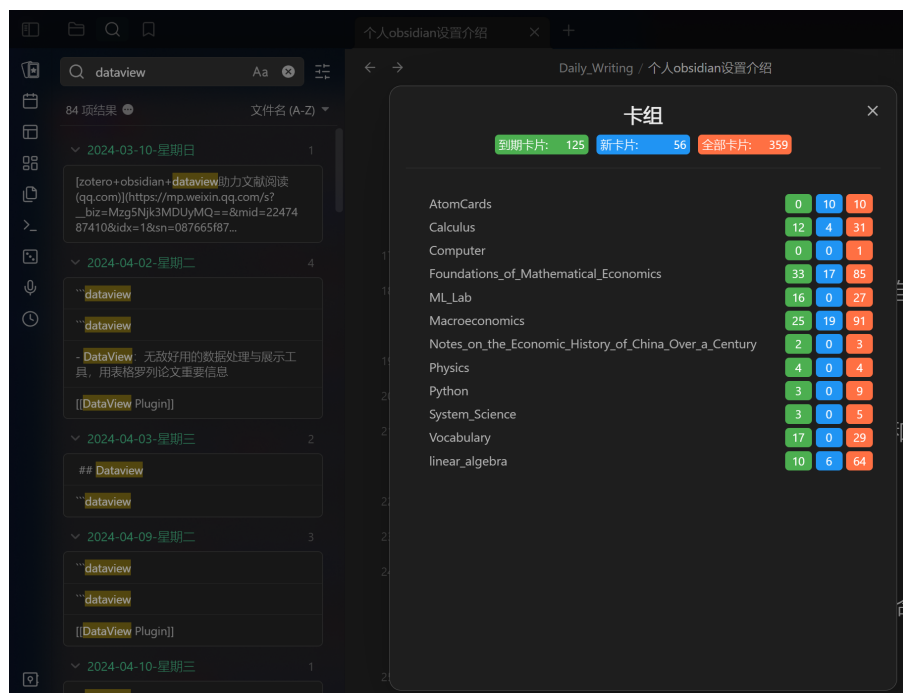 个人obsidian设置介绍
dataview
Aa
84 项结果
文件名 (A-Z)
2024-03-10-星期日 1
[zotero+obsidian+dataview助力文献阅读
(qq.com)](https://mp.weixin.qq.com/s?
__biz=Mzg5Njk3MDUyMQ==&mid=22474
87410&idx=1&sn=087665f87...
2024-04-02-星期二 4
```dataview
```dataview
- DataView：无敌好用的数据处理与展示工
具，用表格罗列论文重要信息
[[DataView Plugin]]
2024-04-03-星期三 2
## Dataview
```dataview
2024-04-09-星期二 3
```dataview
```dataview
[[DataView Plugin]]
2024-04-10-星期三 1
Daily_Writing / 个人obsidian设置介绍
卡组
到期卡片: 125 新卡片: 56 全部卡片: 359
AtomCards 0 10 10
Calculus 12 4 31
Computer 0 0 1
Foundations_of_Mathematical_Economics 33 17 85
ML_Lab 16 0 27
Macroeconomics 25 19 91
Notes_on_the_Economic_History_of_China_Over_a_Century 2 0 3
Physics 4 0 4
Python 3 0 9
System_Science 3 0 5
Vocabulary 17 0 29
linear_algebra 10 6 64